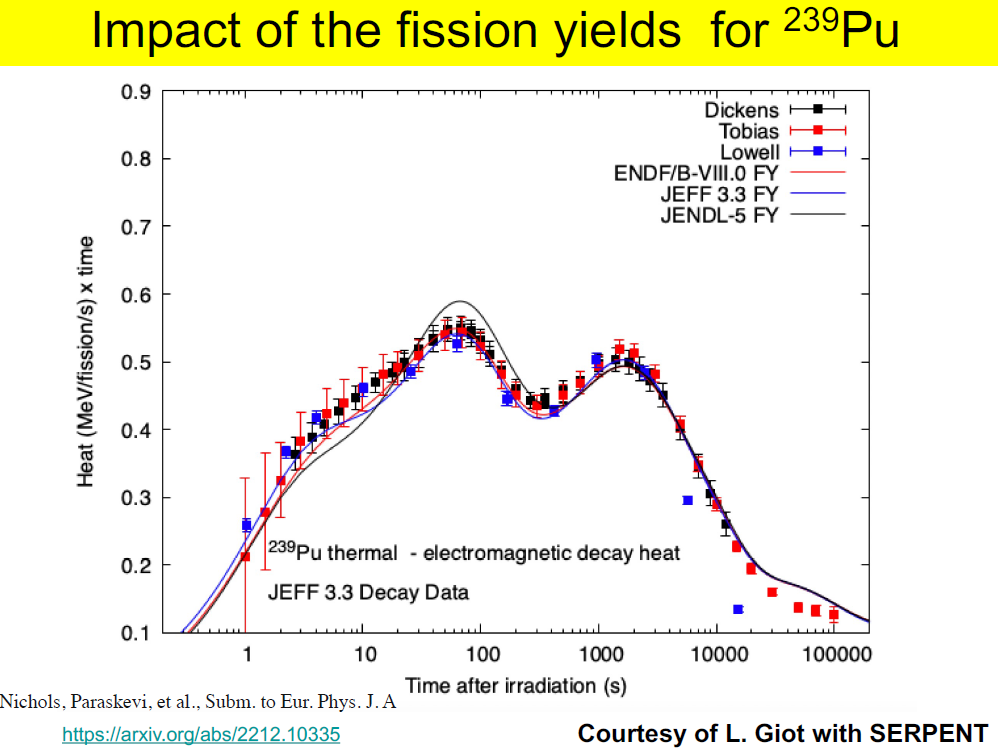 Impact of the fission yields for ²³⁹Pu
0.9
0.8
0.7
0.6
0.5
0.4
0.3
0.2
0.1
Heat (MeV/fission/s) x time
Dickens
Tobias
Lowell
ENDF/B-VIII.0 FY
JEFF 3.3 FY
JENDL-5 FY
²³⁹Pu thermal - electromagnetic decay heat
JEFF 3.3 Decay Data
1 10 100 1000 10000 100000
Time after irradiation (s)
Nichols, Paraskevi, et al., Subm. to Eur. Phys. J. A
https://arxiv.org/abs/2212.10335
Courtesy of L. Giot with SERPENT